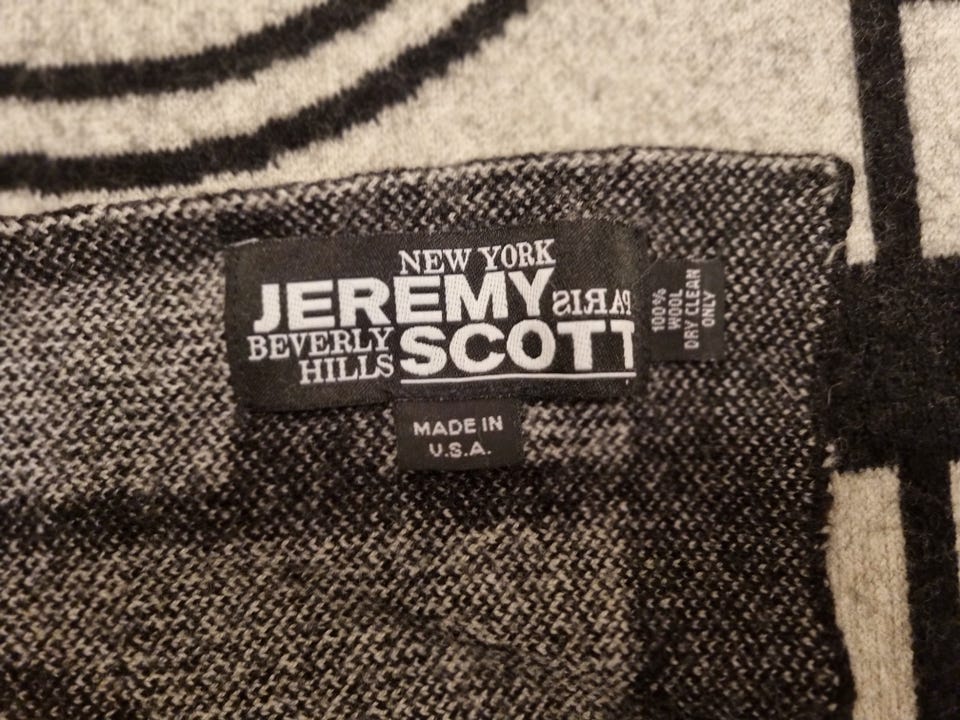 NEW YORK
JEREMY
PARIS
BEVERLY
HILLS
SCOTT
MADE IN
U.S.A.
100%
WOOL
DRY CLEAN
ONLY